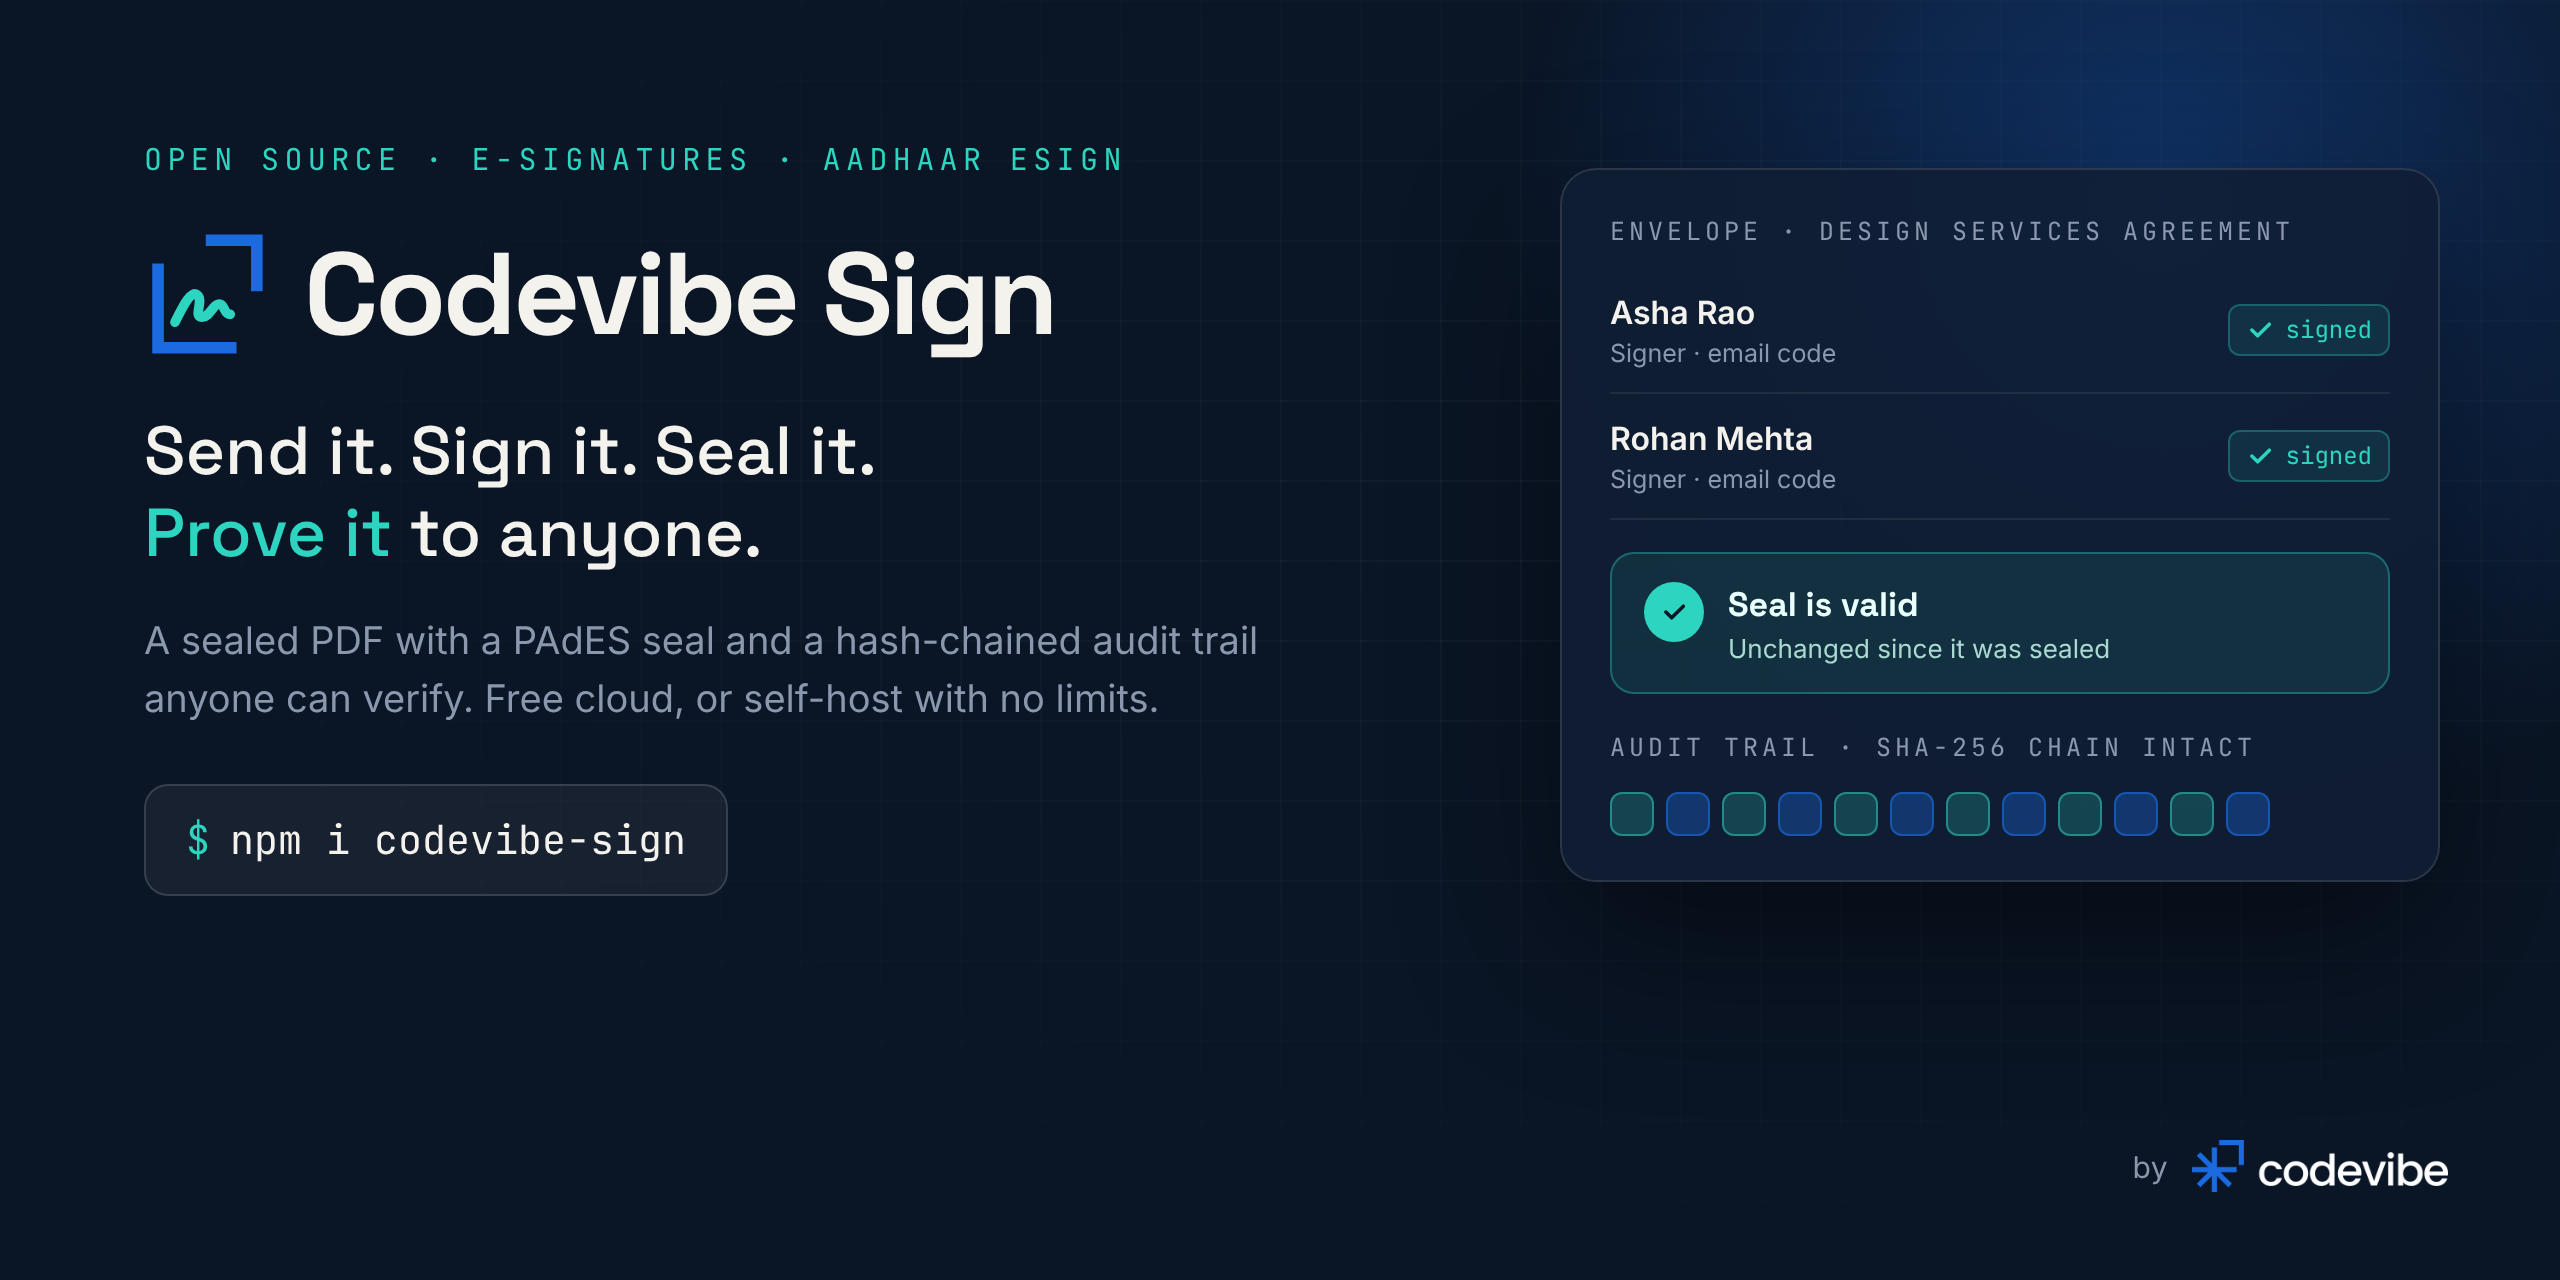 OPEN SOURCE · E-SIGNATURES · AADHAAR ESIGN
Codevibe Sign
Send it. Sign it. Seal it.
Prove it to anyone.
A sealed PDF with a PAdES seal and a hash-chained audit trail
anyone can verify. Free cloud, or self-host with no limits.
$ npm i codevibe-sign
ENVELOPE · DESIGN SERVICES AGREEMENT
Asha Rao
Signer · email code
✓ signed
Rohan Mehta
Signer · email code
✓ signed
Seal is valid
Unchanged since it was sealed
AUDIT TRAIL · SHA-256 CHAIN INTACT
by codevibe